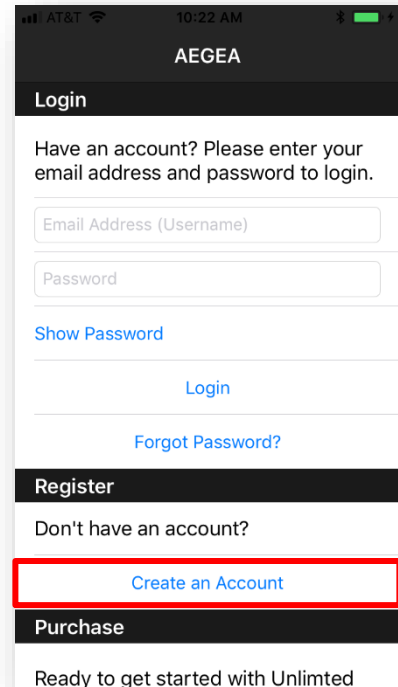 AT&T 10:22 AM
AEGEA
Login
Have an account? Please enter your
email address and password to login.
Email Address (Username)
Password
Show Password
Login
Forgot Password?
Register
Don't have an account?
Create an Account
Purchase
Ready to get started with Unlimted